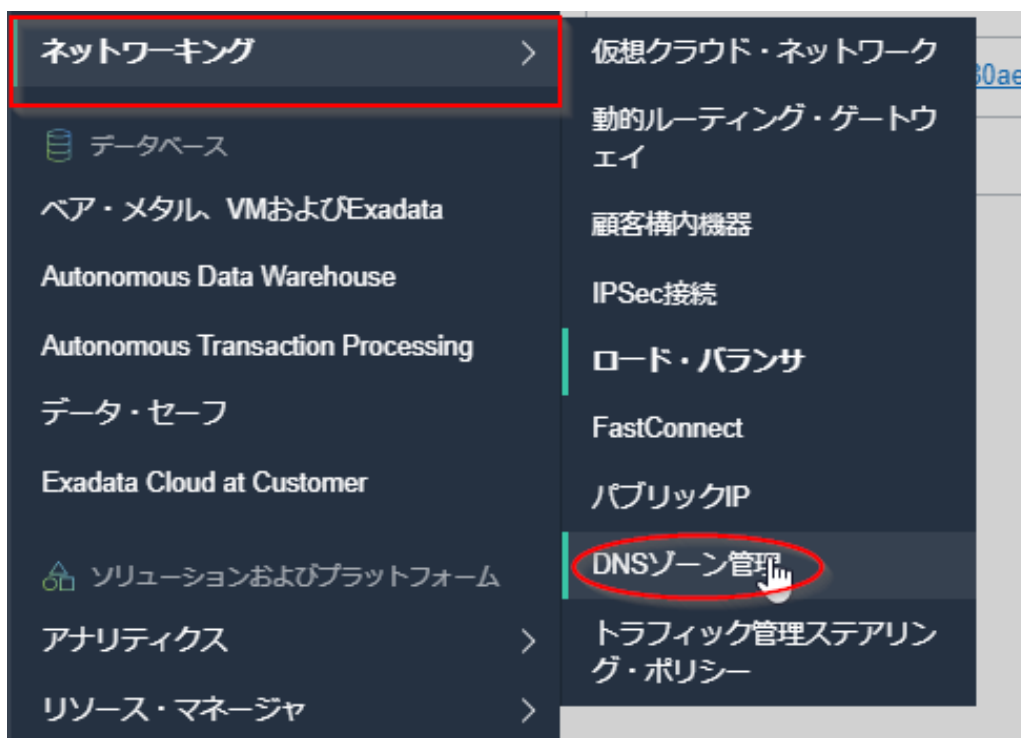 ネットワーキング
データベース
ベア・メタル、VMおよびExadata
Autonomous Data Warehouse
Autonomous Transaction Processing
データ・セーフ
Exadata Cloud at Customer
ソリューションおよびプラットフォーム
アナリティクス
リソース・マネージャ
仮想クラウド・ネットワーク
動的ルーティング・ゲートウ
ェイ
顧客構内機器
IPSec接続
ロード・バランサ
FastConnect
パブリックIP
DNSゾーン管理
トラフィック管理ステアリン
グ・ポリシー